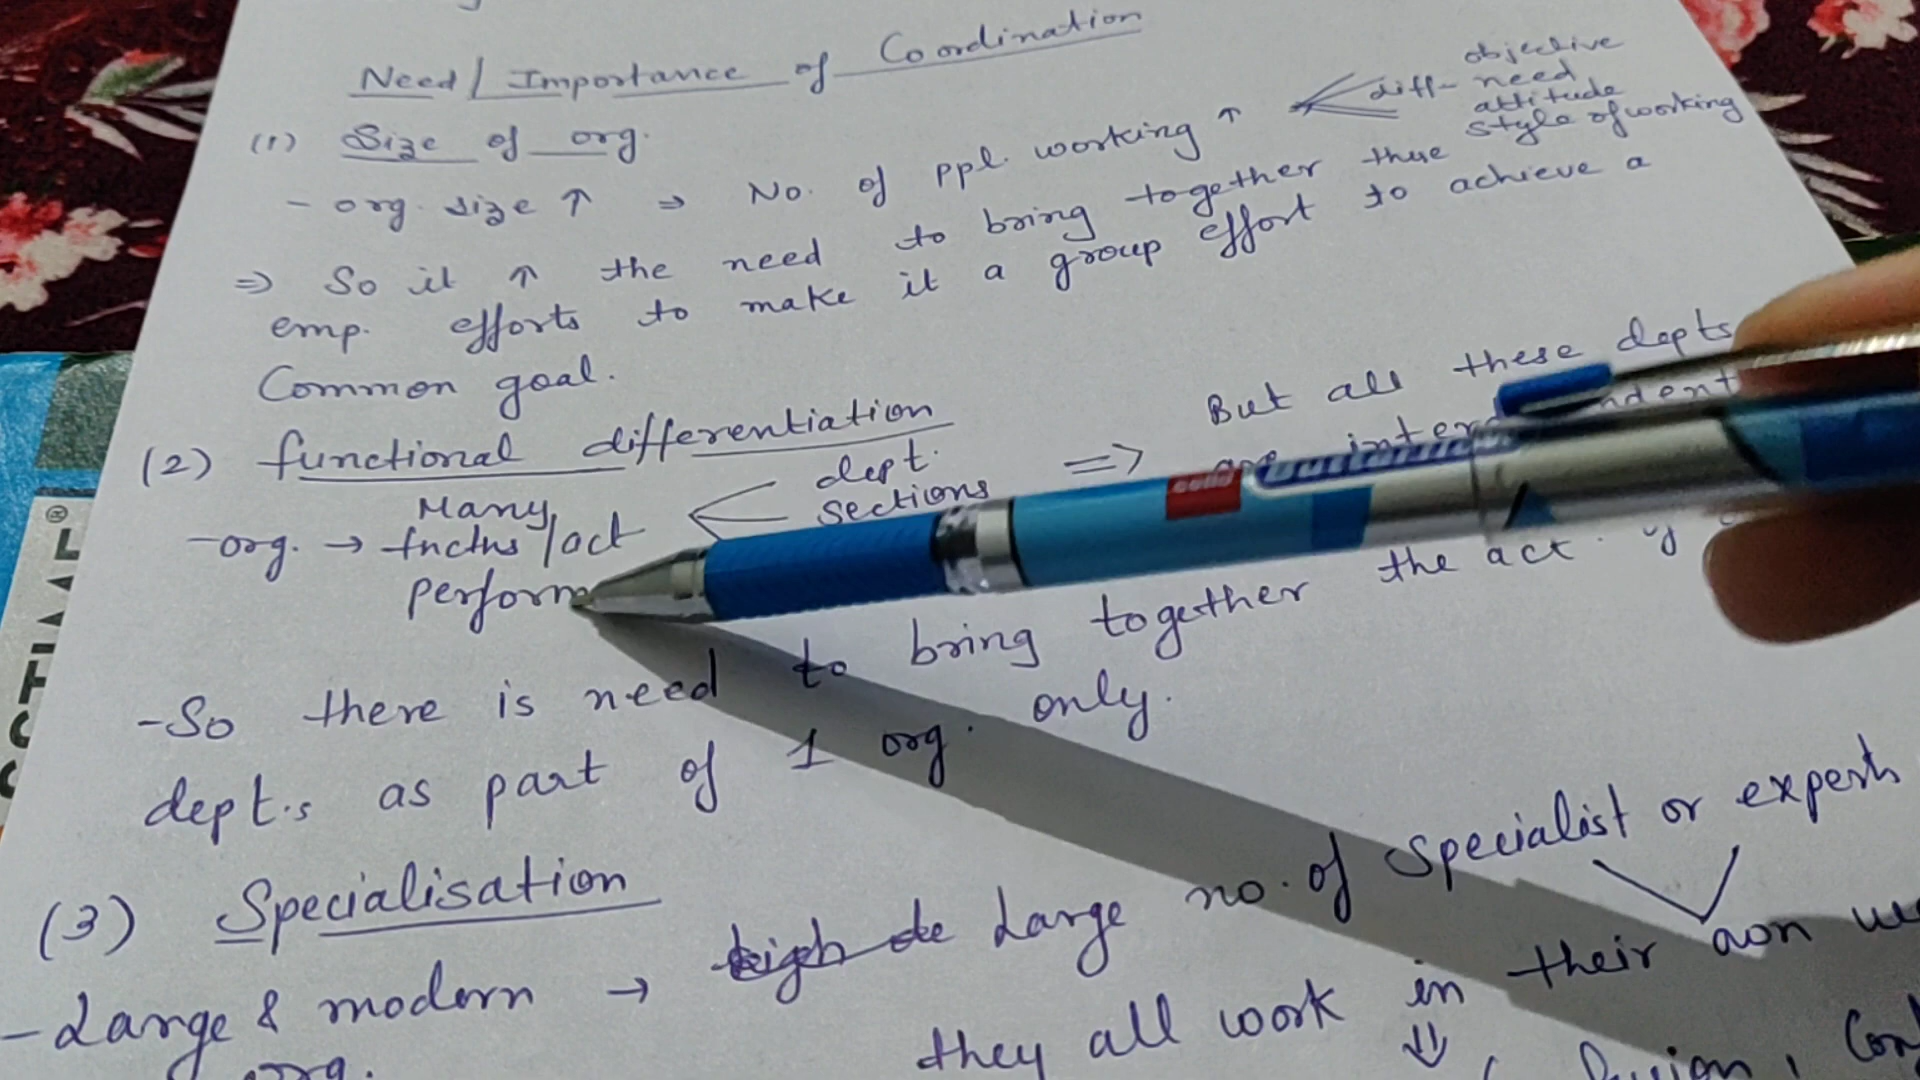 Need / Importance of Coordination
(1) Size of org.
- org. size ↑ ⇒ No. of ppl. working ↑
diff- objective
need
attitude
style of working
⇒ So it ↑ the need to bring together these
emp. efforts to make it a group effort to achieve a
Common goal.
(2) functional differentiation
- org. → Many
fnctns / act
perform
dept.
sections
⇒ But all these depts
are
- So there is need to bring together the act.
dept.s as part of 1 org. only.
(3) Specialisation
- Large & modern → Large no. of Specialist or experts
org.
they all work in their own